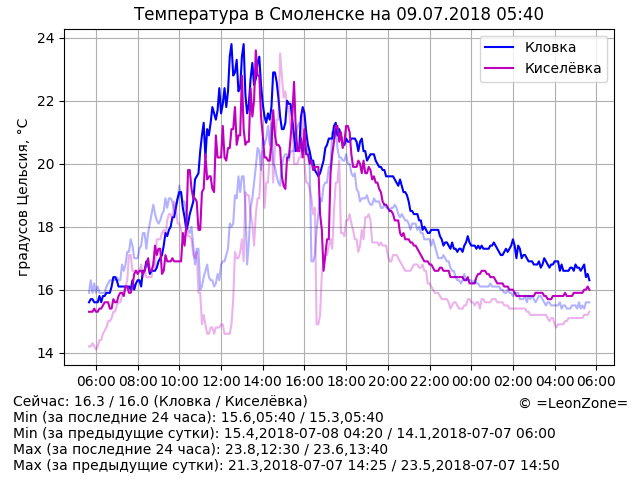 Температура в Смоленске на 09.07.2018 05:40
Кловка
Киселёвка
градусов Цельсия, °C
24
22
20
18
16
14
06:00 08:00 10:00 12:00 14:00 16:00 18:00 20:00 22:00 00:00 02:00 04:00 06:00
Сейчас: 16.3 / 16.0 (Кловка / Киселёвка)
© =LeonZone=
Min (за последние 24 часа): 15.6,05:40 / 15.3,05:40
Min (за предыдущие сутки): 15.4,2018-07-08 04:20 / 14.1,2018-07-07 06:00
Max (за последние 24 часа): 23.8,12:30 / 23.6,13:40
Max (за предыдущие сутки): 21.3,2018-07-07 14:25 / 23.5,2018-07-07 14:50